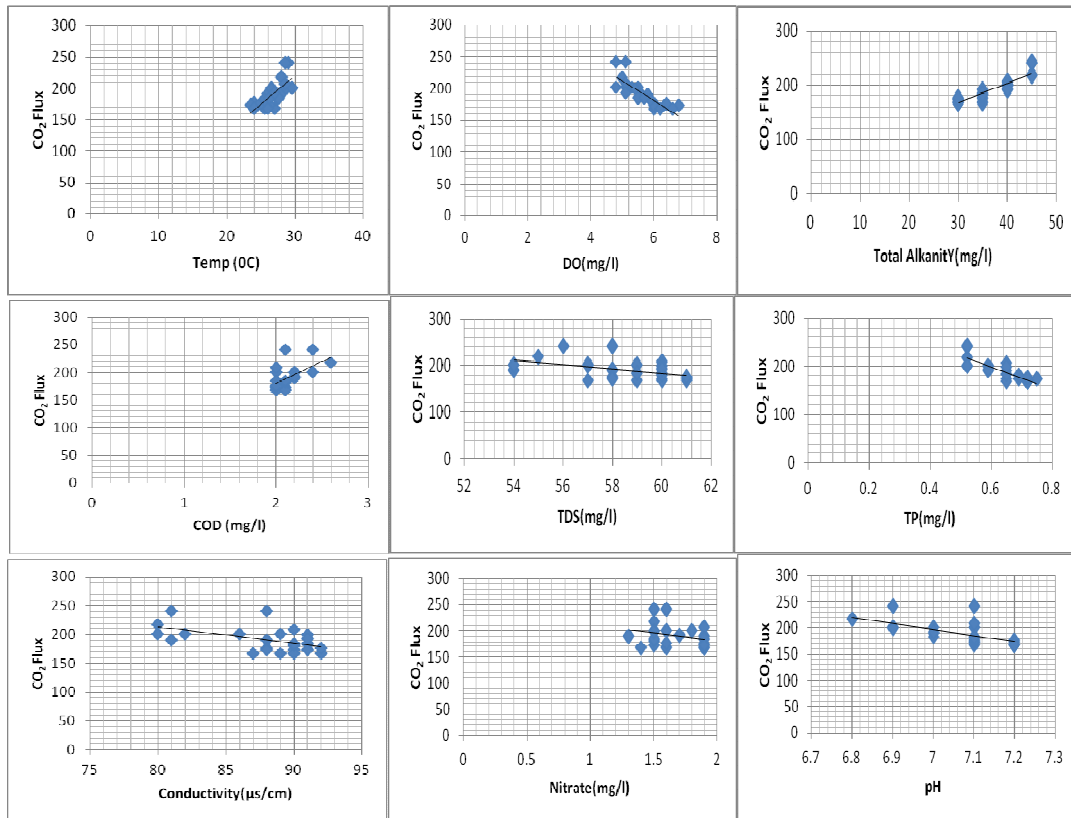 300
250
200
150
100
50
0
CO₂ Flux
0 10 20 30 40
Temp (0C)
300
250
200
150
100
50
0
CO₂ Flux
0 2 4 6 8
DO(mg/l)
300
200
100
0
CO₂ Flux
0 10 20 30 40 50
Total AlkanitY(mg/l)
300
250
200
150
100
50
0
CO₂ Flux
0 1 2 3
COD (mg/l)
300
200
100
0
CO₂ Flux
52 54 56 58 60 62
TDS(mg/l)
300
200
100
0
CO₂ Flux
0 0.2 0.4 0.6 0.8
TP(mg/l)
300
250
200
150
100
50
0
CO₂ Flux
75 80 85 90 95
Conductivity(µs/cm)
300
250
200
150
100
50
0
CO₂ Flux
0 0.5 1 1.5 2
Nitrate(mg/l)
300
250
200
150
100
50
0
CO₂ Flux
6.7 6.8 6.9 7 7.1 7.2 7.3
pH